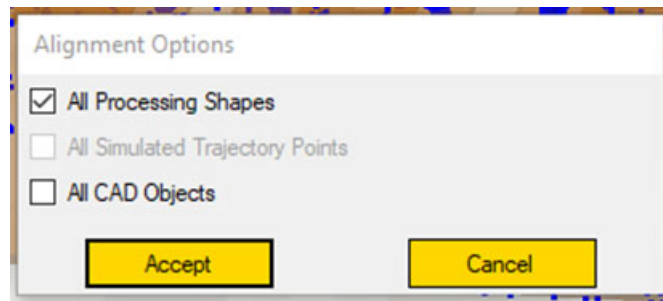 Alignment Options
All Processing Shapes
All Simulated Trajectory Points
All CAD Objects
Accept Cancel